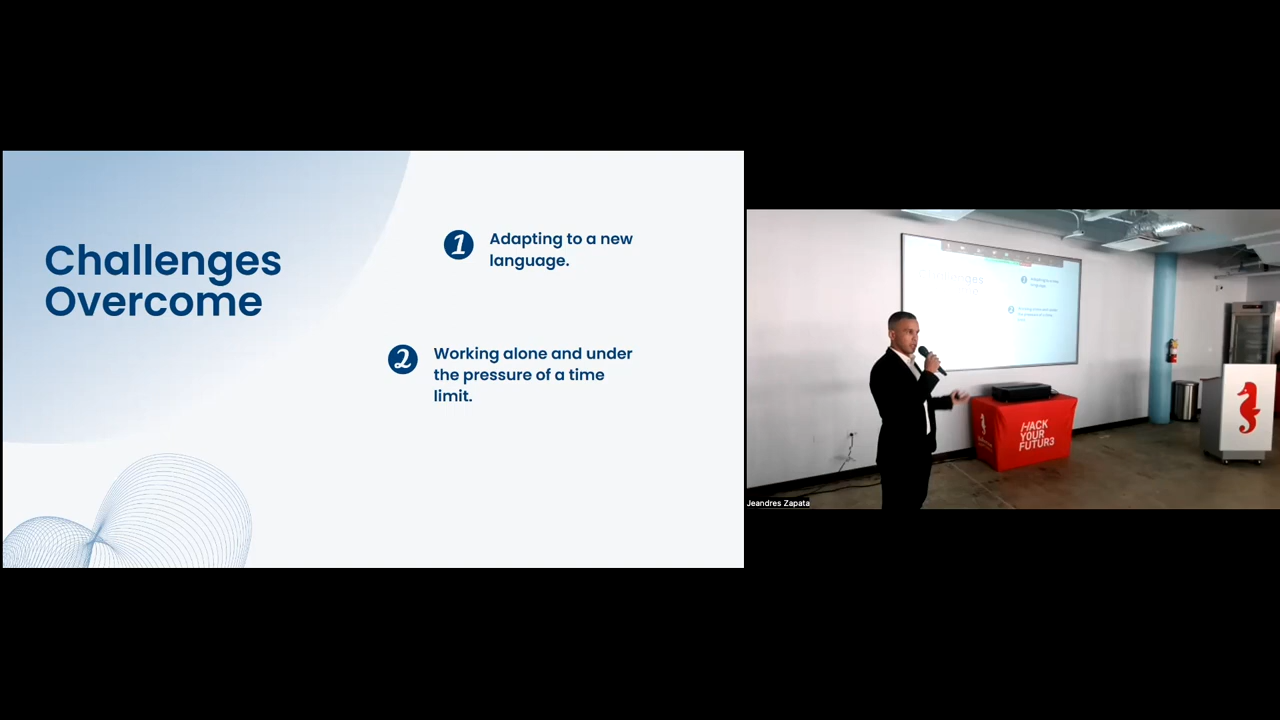 Challenges
Overcome
1
Adapting to a new
language.
2
Working alone and under
the pressure of a time
limit.
HACK
YOUR
FUTUR3
Jeandres Zapata